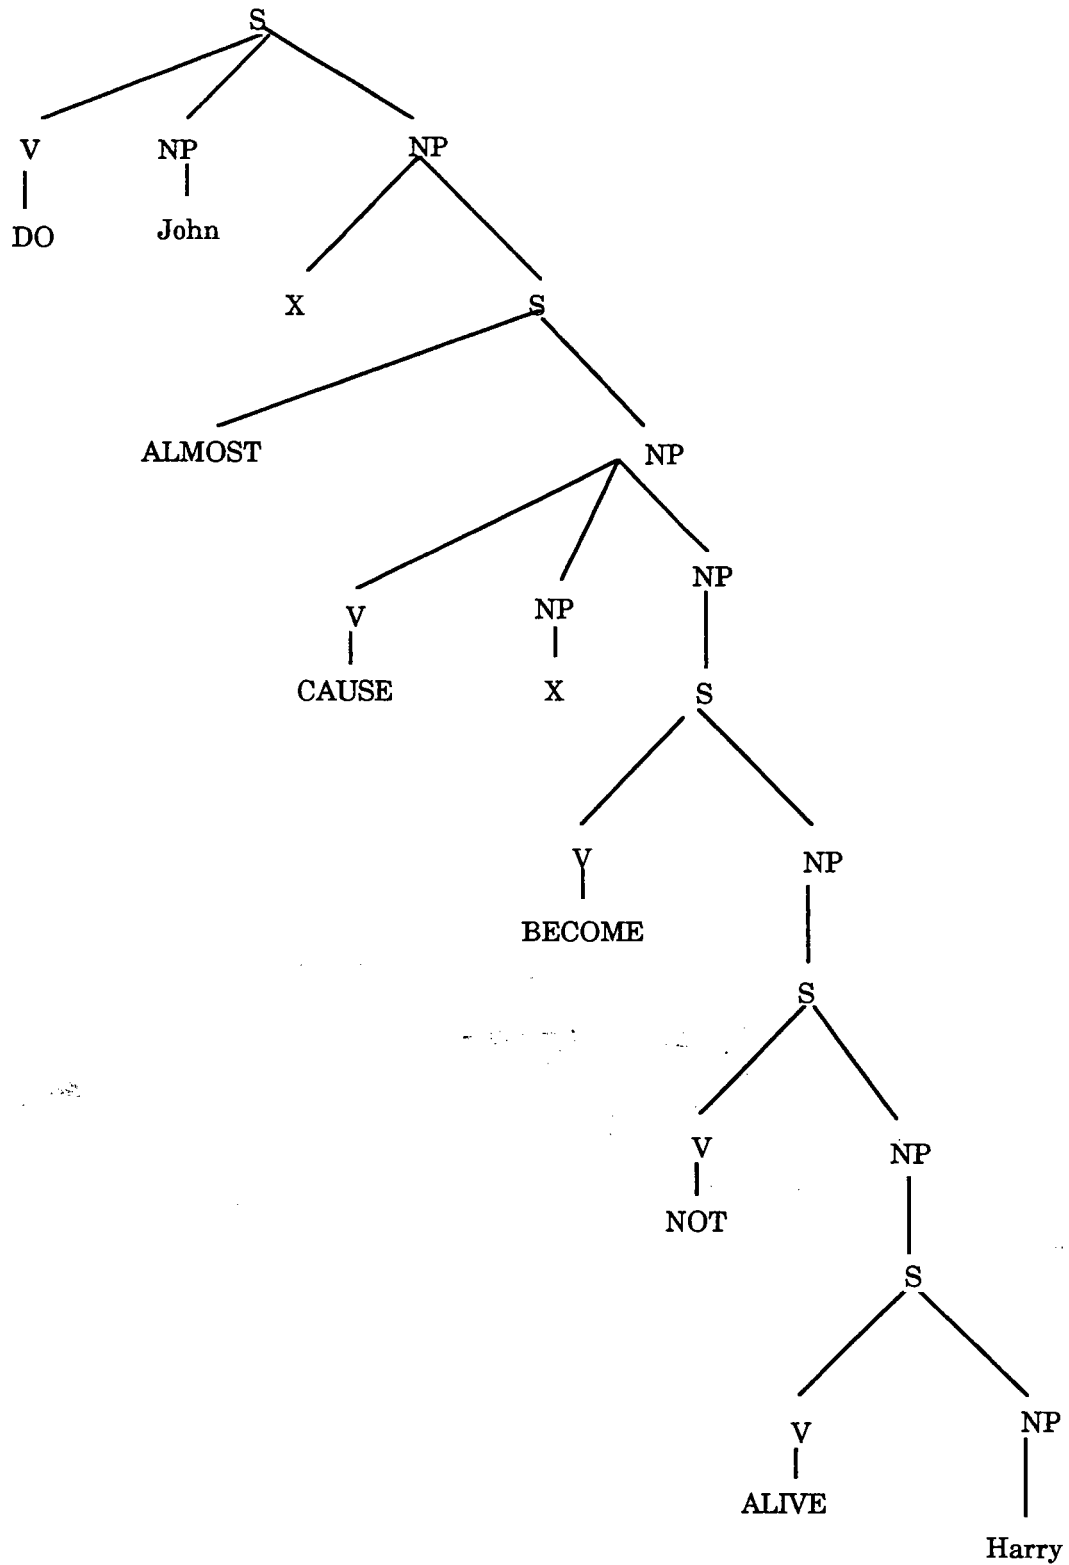 S
V NP NP
DO John
X S
ALMOST NP
NP
V NP
CAUSE X S
V NP
BECOME
S
V NP
NOT
S
V NP
ALIVE
Harry